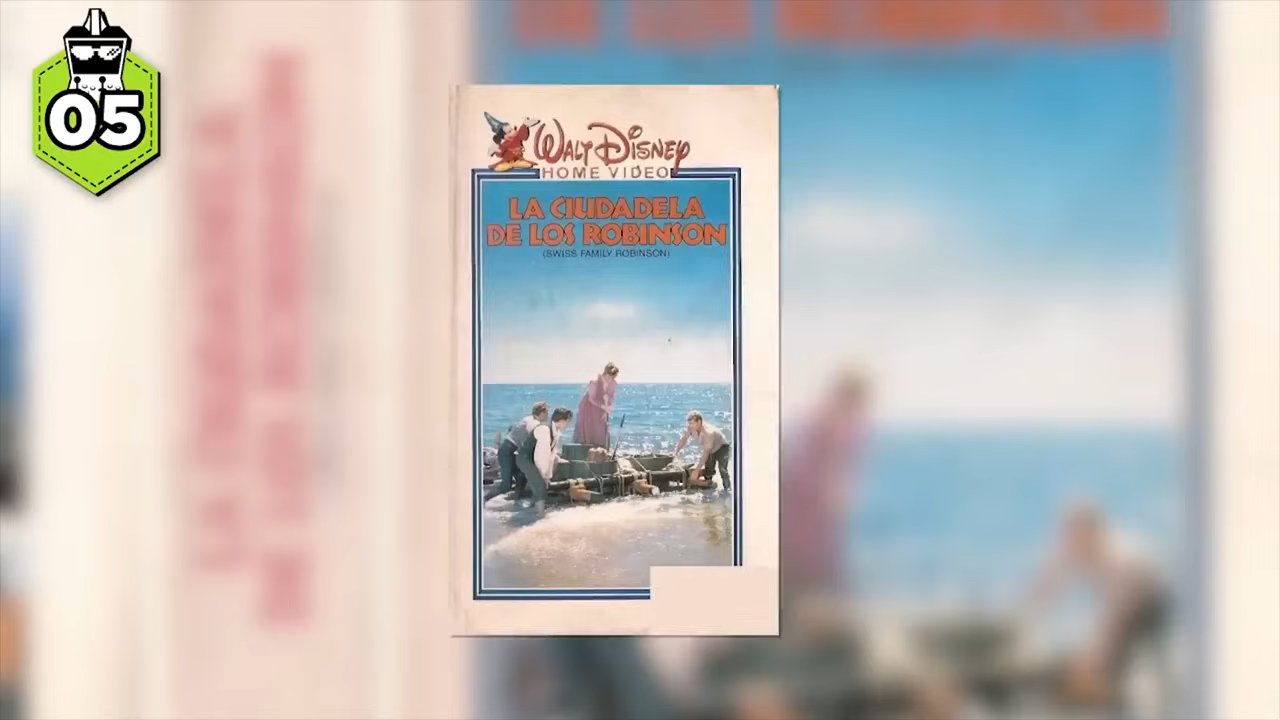 05
WALT DISNEY
HOME VIDEO
LA CIUDADELA
DE LOS ROBINSON
(SWISS FAMILY ROBINSON)